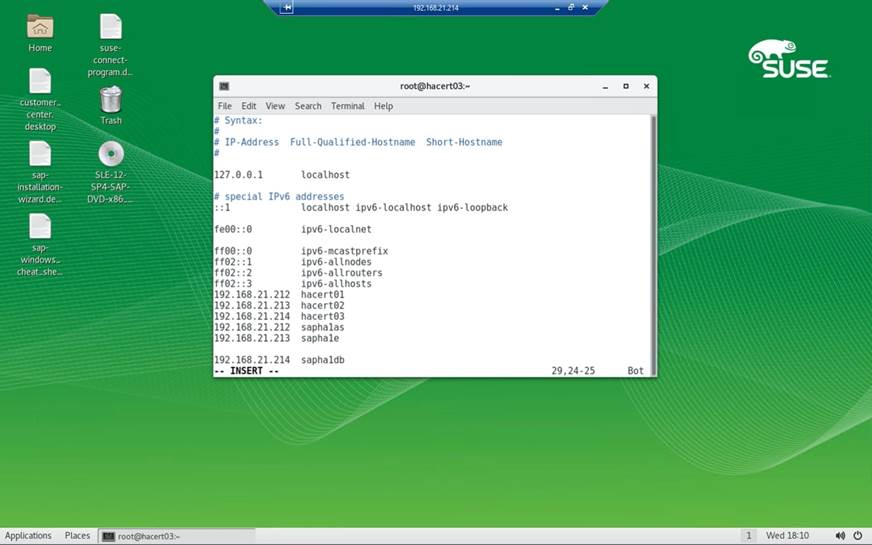 192.168.21.214
Home
suse-
connect-
program.d...
customer_
center.
desktop
Trash
sap-
installation-
wizard.de...
SLE-12-
SP4-SAP-
DVD-x86_...
sap-
windows_
cheat_she...
SUSE
root@hacert03:~
File Edit View Search Terminal Help
# Syntax:
#
# IP-Address Full-Qualified-Hostname Short-Hostname
#
127.0.0.1 localhost
# special IPv6 addresses
::1 localhost ipv6-localhost ipv6-loopback
fe00::0 ipv6-localnet
ff00::0 ipv6-mcastprefix
ff02::1 ipv6-allnodes
ff02::2 ipv6-allrouters
ff02::3 ipv6-allhosts
192.168.21.212 hacert01
192.168.21.213 hacert02
192.168.21.214 hacert03
192.168.21.212 sapha1as
192.168.21.213 sapha1e
192.168.21.214 sapha1db
-- INSERT -- 29,24-25 Bot
Applications Places root@hacert03:~ 1 Wed 18:10